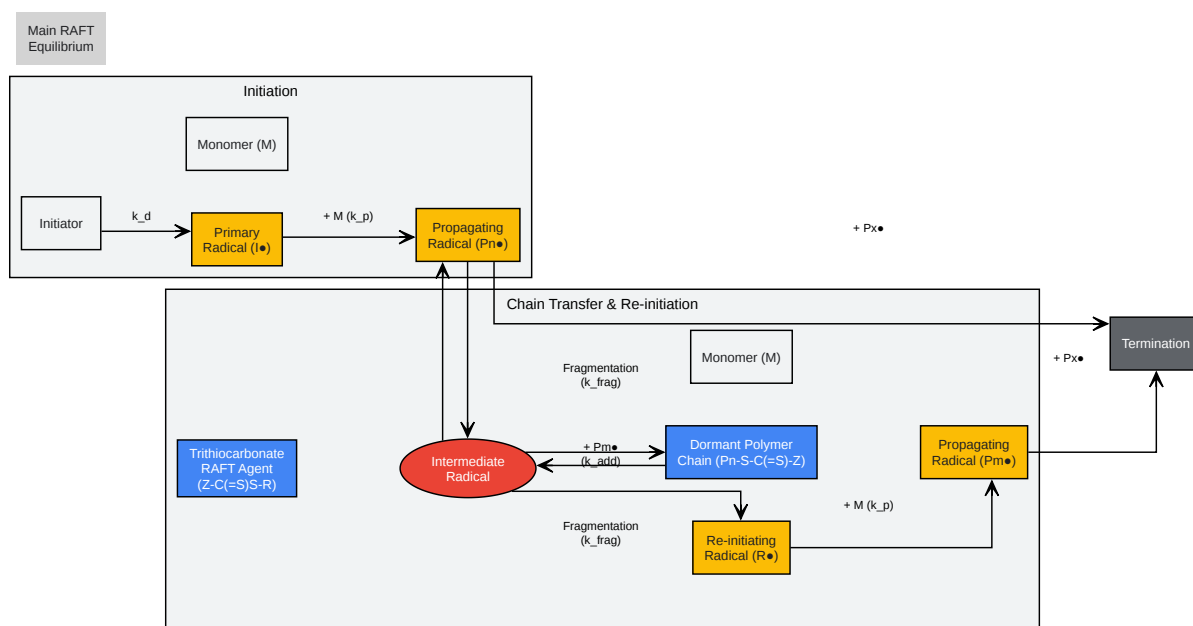 Main RAFT
Equilibrium
Initiation
Monomer (M)
Initiator
k_d
Primary
Radical (I●)
+ M (k_p)
Propagating
Radical (Pn●)
+ Px●
Chain Transfer & Re-initiation
Termination
+ Px●
Monomer (M)
Fragmentation
(k_frag)
Trithiocarbonate
RAFT Agent
(Z-C(=S)S-R)
Intermediate
Radical
+ Pm●
(k_add)
Dormant Polymer
Chain (Pn-S-C(=S)-Z)
Propagating
Radical (Pm●)
Fragmentation
(k_frag)
+ M (k_p)
Re-initiating
Radical (R●)